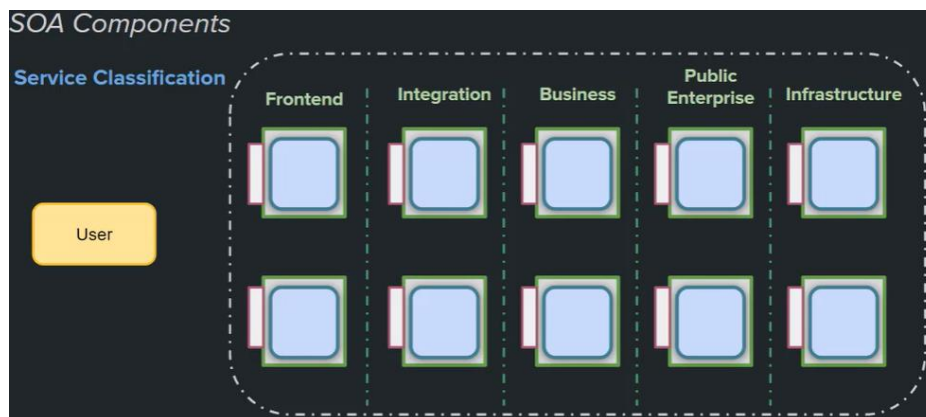 SOA Components
Service Classification
Frontend
Integration
Business
Public
Enterprise
Infrastructure
User